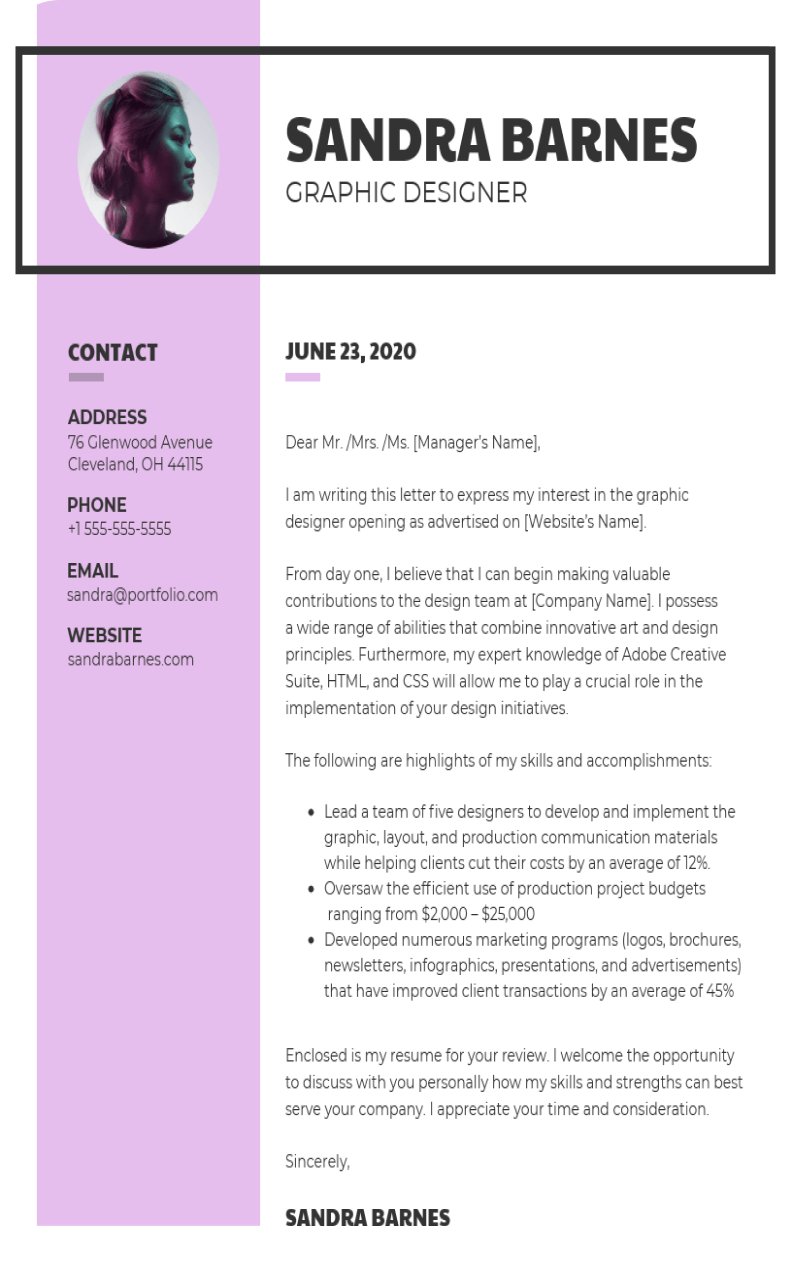 SANDRA BARNES
GRAPHIC DESIGNER
CONTACT
ADDRESS
76 Glenwood Avenue
Cleveland, OH 44115
PHONE
+1 555-555-5555
EMAIL
sandra@portfolio.com
WEBSITE
sandrabarnes.com
JUNE 23, 2020
Dear Mr. /Mrs. /Ms. [Manager's Name],
I am writing this letter to express my interest in the graphic
designer opening as advertised on [Website's Name].
From day one, I believe that I can begin making valuable
contributions to the design team at [Company Name]. I possess
a wide range of abilities that combine innovative art and design
principles. Furthermore, my expert knowledge of Adobe Creative
Suite, HTML, and CSS will allow me to play a crucial role in the
implementation of your design initiatives.
The following are highlights of my skills and accomplishments:
• Lead a team of five designers to develop and implement the
graphic, layout, and production communication materials
while helping clients cut their costs by an average of 12%.
• Oversaw the efficient use of production project budgets
ranging from $2,000 – $25,000
• Developed numerous marketing programs (logos, brochures,
newsletters, infographics, presentations, and advertisements)
that have improved client transactions by an average of 45%
Enclosed is my resume for your review. I welcome the opportunity
to discuss with you personally how my skills and strengths can best
serve your company. I appreciate your time and consideration.
Sincerely,
SANDRA BARNES